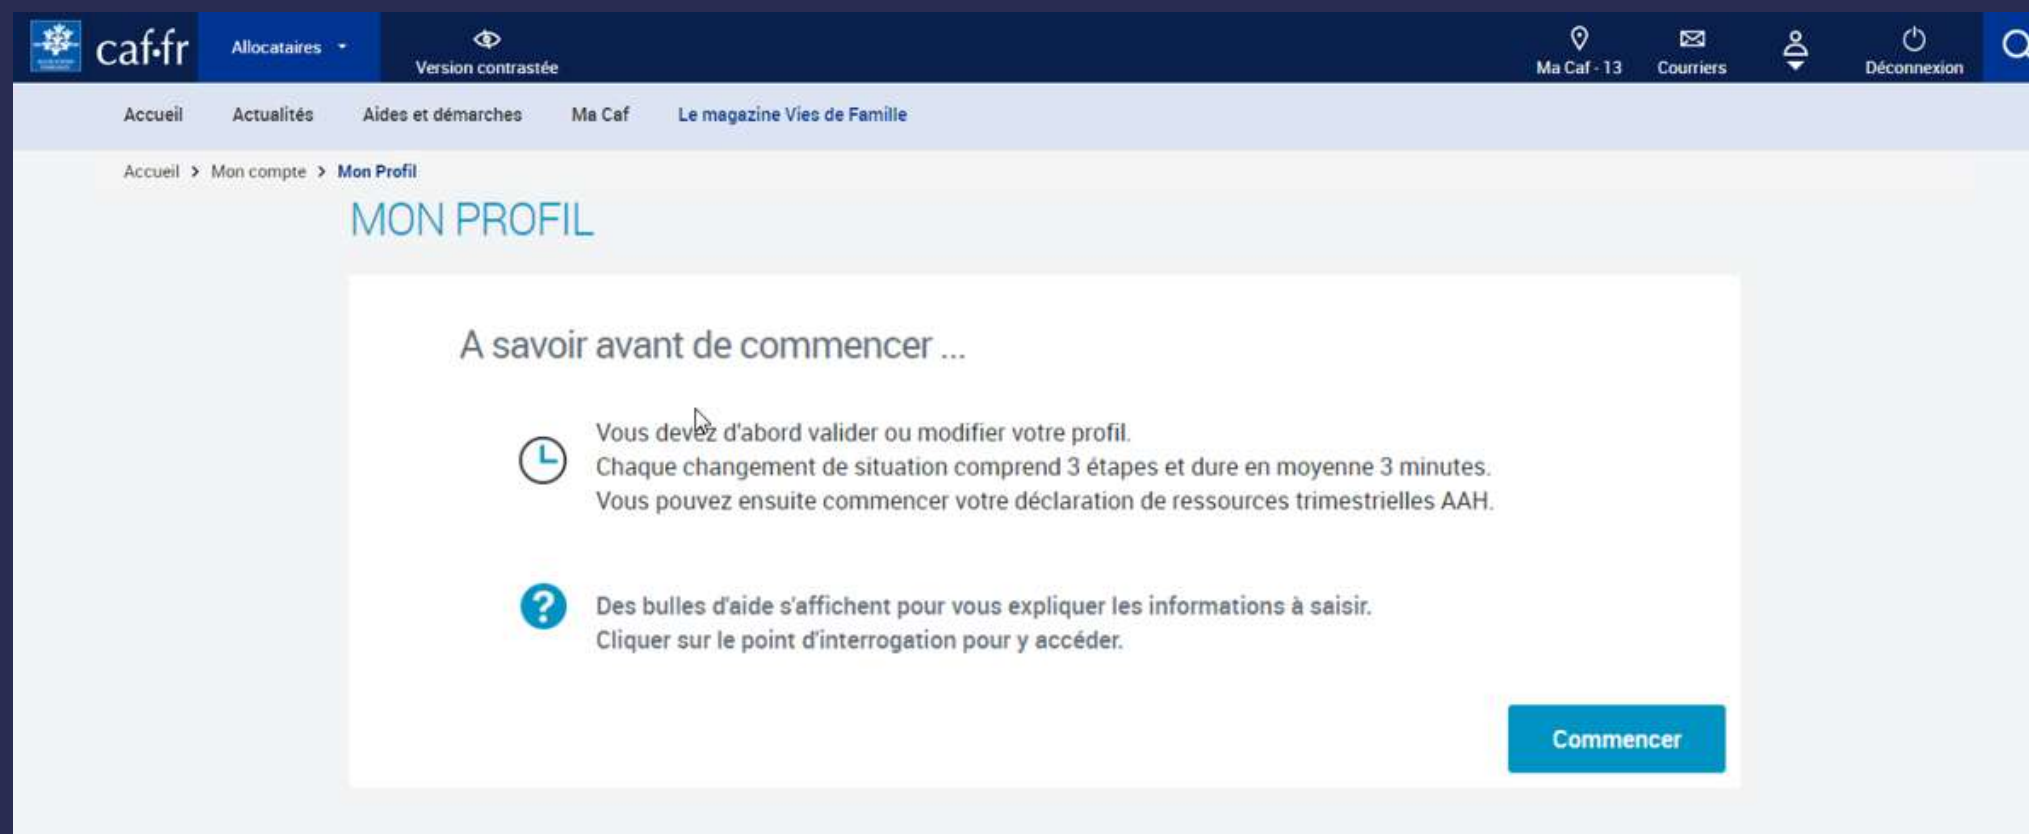 caf.fr
Allocataires
Version contrastée
Ma Caf - 13
Courriers
Déconnexion
Accueil
Actualités
Aides et démarches
Ma Caf
Le magazine Vies de Famille
Accueil > Mon compte > Mon Profil
MON PROFIL
A savoir avant de commencer ...
Vous devez d'abord valider ou modifier votre profil.
Chaque changement de situation comprend 3 étapes et dure en moyenne 3 minutes.
Vous pouvez ensuite commencer votre déclaration de ressources trimestrielles AAH.
?
Des bulles d'aide s'affichent pour vous expliquer les informations à saisir.
Cliquer sur le point d'interrogation pour y accéder.
Commencer